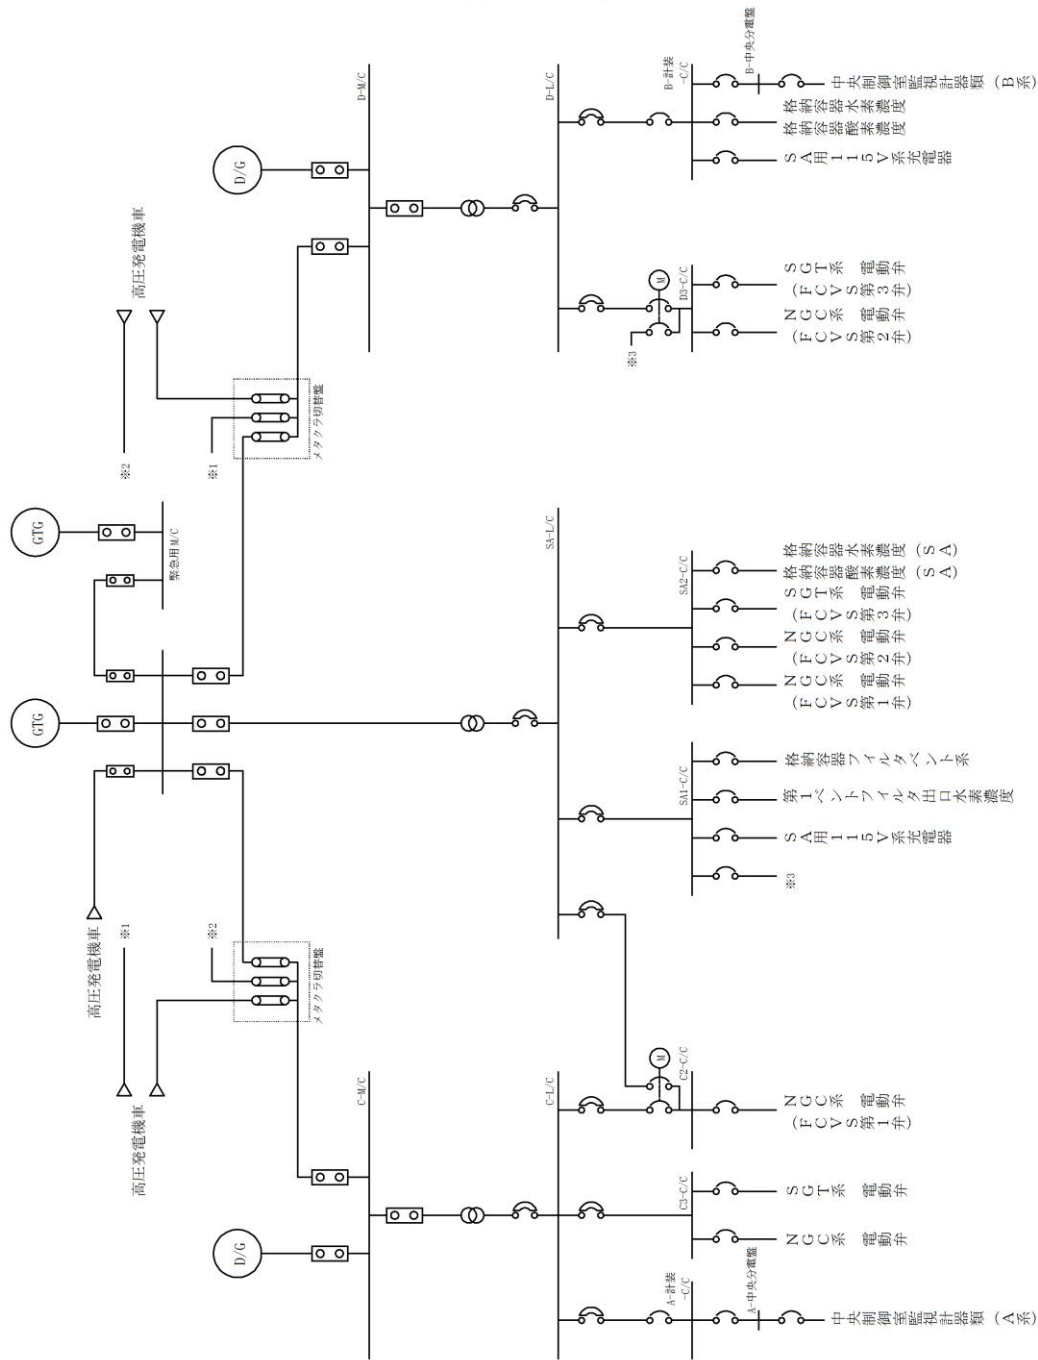 GTG
GTG
D/G
D/G
高圧発電機車
高圧発電機車
高圧発電機車
※1
※2
※2
※1
緊急用M/C
メタクラ切替盤
メタクラ切替盤
C-M/C
D-M/C
C-L/C
SA-L/C
D-L/C
A-計装
-C/C
A-中央分電盤
中央制御室監視計器類(A系)
C3-C/C
NGC系 電動弁
SGT系 電動弁
M
C2-C/C
NGC系 電動弁
(FCVS第1弁)
SA1-C/C
※3
SA用115V系充電器
第1ベントフィルタ出口水素濃度
格納容器フィルタベント系
SA2-C/C
NGC系 電動弁
(FCVS第1弁)
NGC系 電動弁
(FCVS第2弁)
SGT系 電動弁
(FCVS第3弁)
格納容器酸素濃度(SA)
格納容器水素濃度(SA)
※3
M
D3-C/C
NGC系 電動弁
(FCVS第2弁)
SGT系 電動弁
(FCVS第3弁)
B-計装
-C/C
SA用115V系充電器
格納容器酸素濃度
格納容器水素濃度
B-中央分電盤
中央制御室監視計器類(B系)